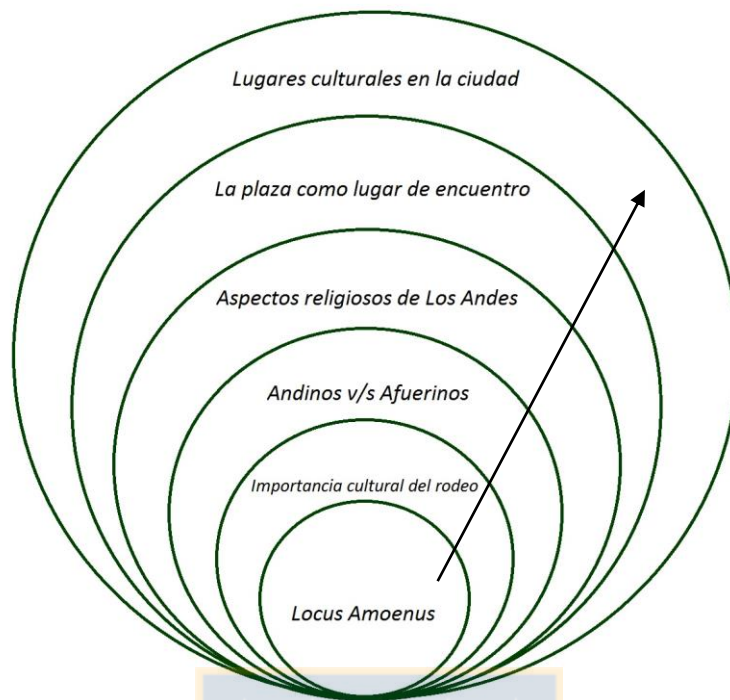 Lugares culturales en la ciudad
La plaza como lugar de encuentro
Aspectos religiosos de Los Andes
Andinos v/s Afuerinos
Importancia cultural del rodeo
Locus Amoenus